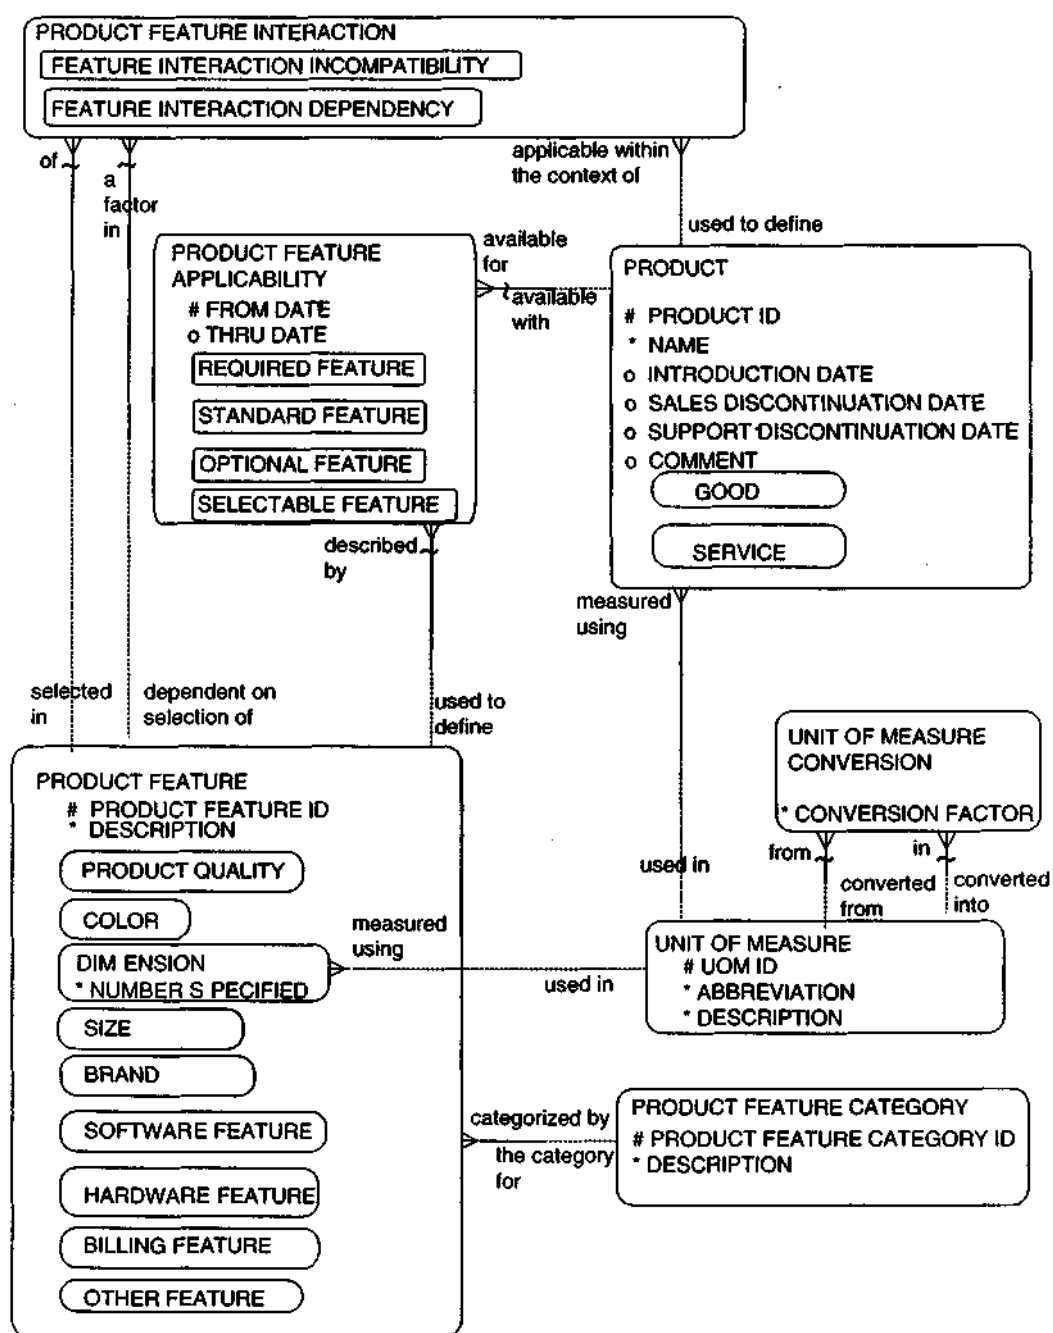 PRODUCT FEATURE INTERACTION
FEATURE INTERACTION INCOMPATIBILITY
FEATURE INTERACTION DEPENDENCY
of
a
factor
in
applicable within
the context of
used to define
PRODUCT FEATURE
APPLICABILITY
# FROM DATE
o THRU DATE
REQUIRED FEATURE
STANDARD FEATURE
OPTIONAL FEATURE
SELECTABLE FEATURE
available
for
available
with
PRODUCT
# PRODUCT ID
* NAME
o INTRODUCTION DATE
o SALES DISCONTINUATION DATE
o SUPPORT DISCONTINUATION DATE
o COMMENT
GOOD
SERVICE
described
by
measured
using
selected
in
dependent on
selection of
used to
define
UNIT OF MEASURE
CONVERSION
* CONVERSION FACTOR
PRODUCT FEATURE
# PRODUCT FEATURE ID
* DESCRIPTION
PRODUCT QUALITY
COLOR
DIM ENSION
* NUMBER S PECIFIED
SIZE
BRAND
SOFTWARE FEATURE
HARDWARE FEATURE
BILLING FEATURE
OTHER FEATURE
used in
from
in
converted
from
converted
into
measured
using
used in
UNIT OF MEASURE
# UOM ID
* ABBREVIATION
* DESCRIPTION
categorized by
the category
for
PRODUCT FEATURE CATEGORY
# PRODUCT FEATURE CATEGORY ID
* DESCRIPTION